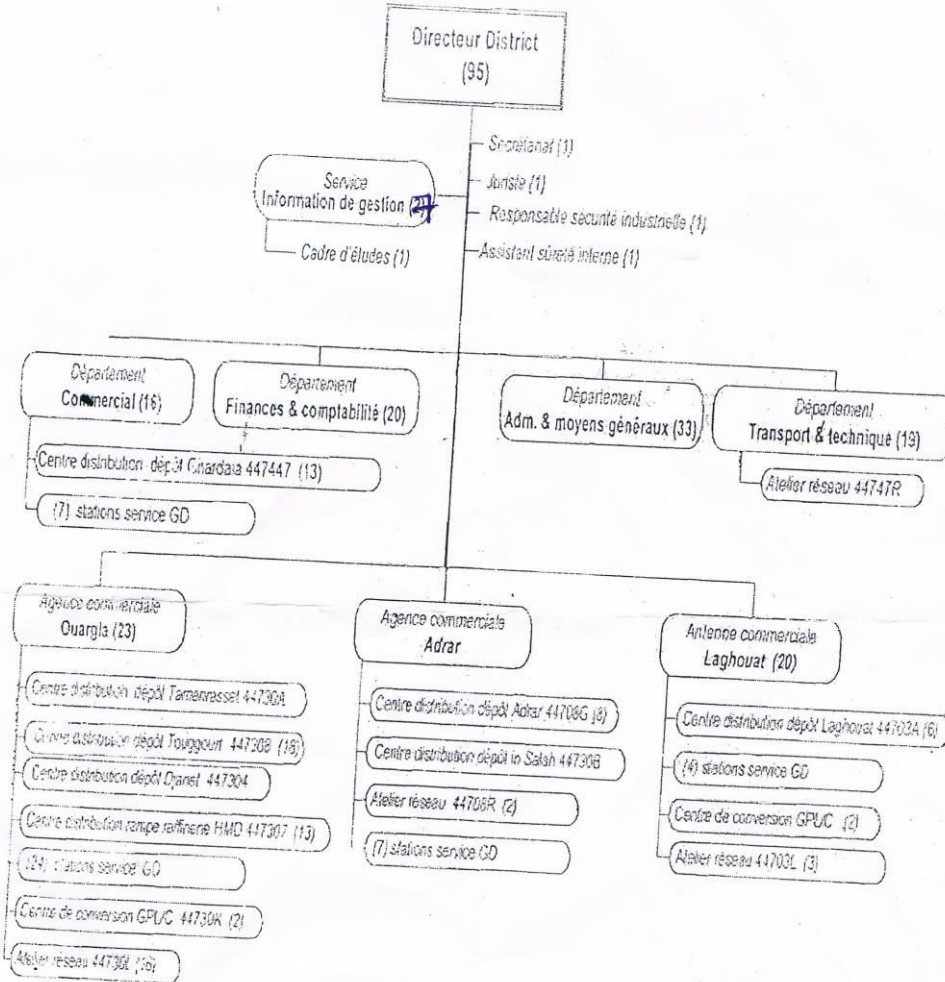 Directeur District
(95)
Secrétariat (1)
Juriste (1)
Responsable sécurité industrielle (1)
Assistant sûreté interne (1)
Service
Information de gestion
Cadre d'études (1)
Département
Commercial (16)
Département
Finances & comptabilité (20)
Département
Adm. & moyens généraux (33)
Département
Transport & technique (19)
Centre distribution dépôt Ghardaia 447447 (13)
(7) stations service GD
Atelier réseau 44747R
Agence commerciale
Ouargla (23)
Centre distribution dépôt Tamenrasset 44730A
Centre distribution dépôt Touggourt 44730B
Centre distribution dépôt Djanet 447304
Centre distribution rampe raffinerie HMD 447307 (13)
(24) stations service GD
Centre de conversion GPL/C 44730K (2)
Atelier réseau 44730L
Agence commerciale
Adrar
Centre distribution dépôt Adrar 44708G (8)
Centre distribution dépôt in Salah 44730B
Atelier réseau 44708R (2)
(7) stations service GD
Antenne commerciale
Laghouat (20)
Centre distribution dépôt Laghouat 44703A (6)
(4) stations service GD
Centre de conversion GPL/C (2)
Atelier réseau 44703L (3)